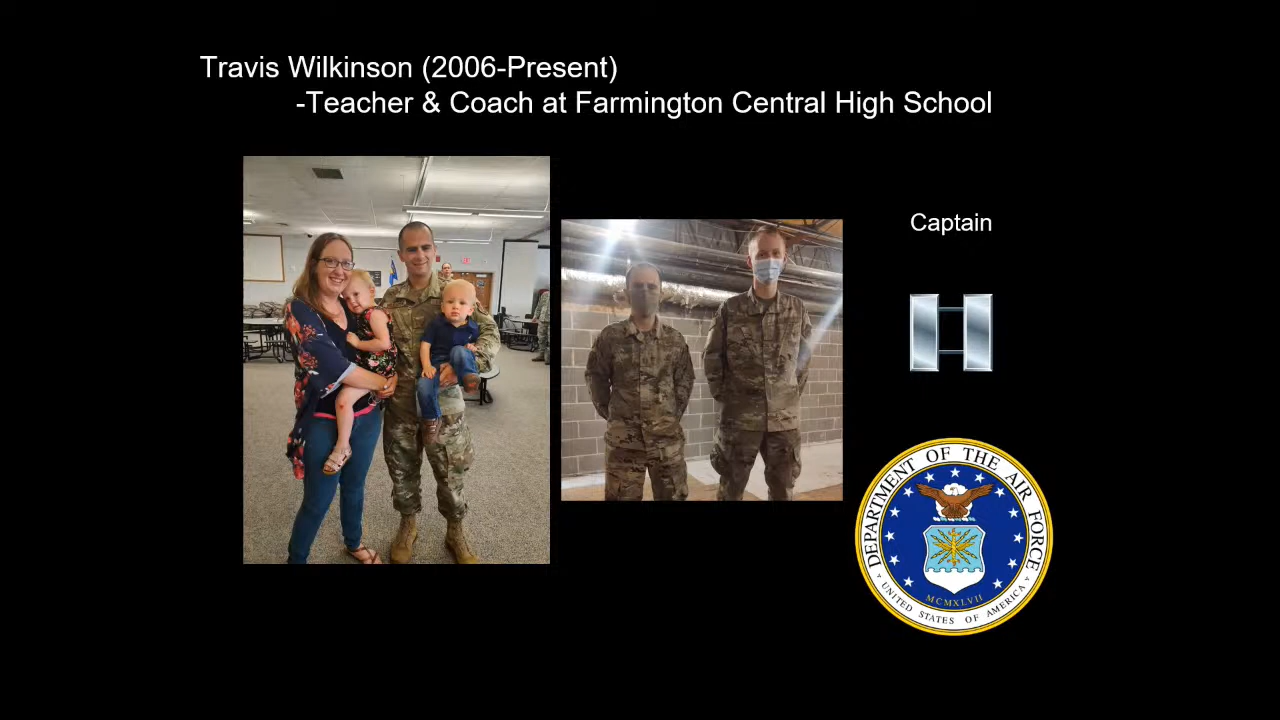 Travis Wilkinson (2006-Present)
-Teacher & Coach at Farmington Central High School
Captain
DEPARTMENT OF THE AIR FORCE
MCMXLVII
UNITED STATES OF AMERICA